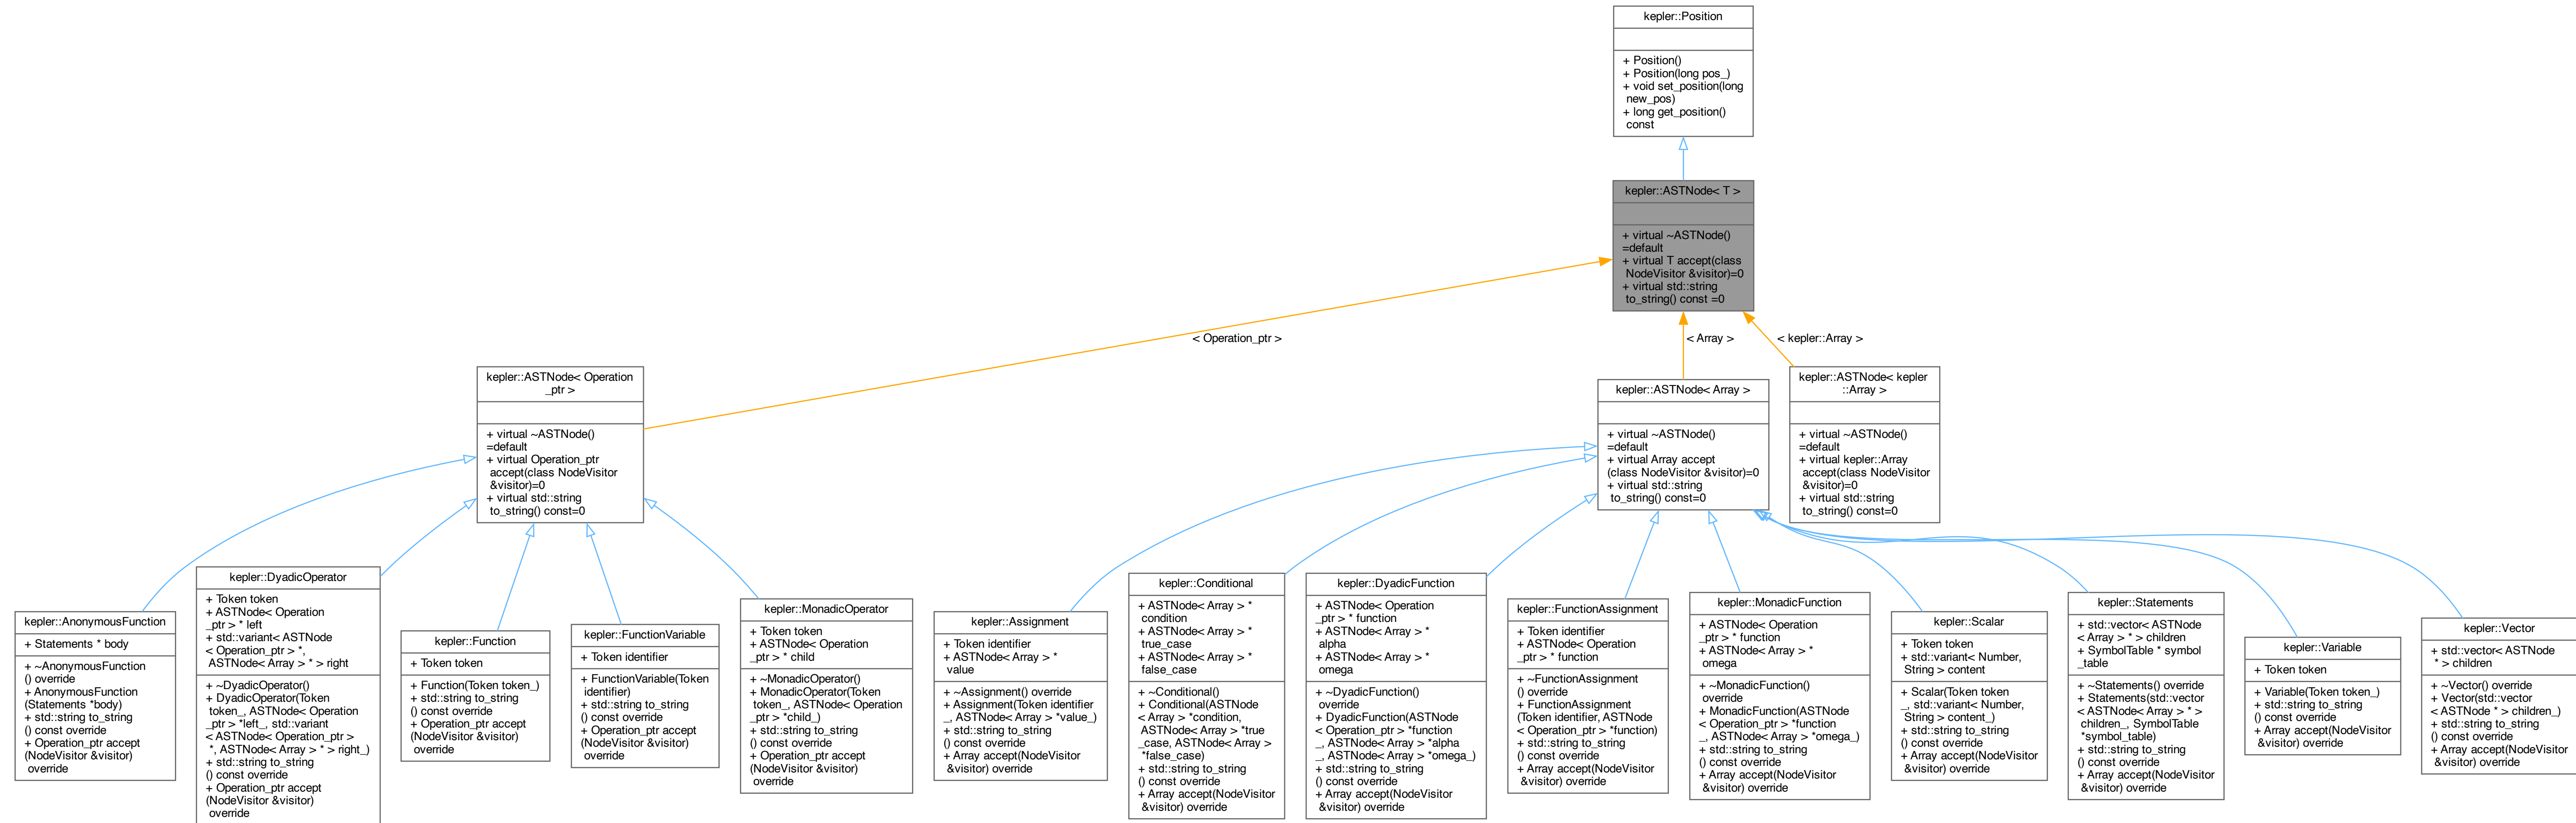 kepler::Position
+ Position()
+ Position(long pos_)
+ void set_position(long
new_pos)
+ long get_position()
const
kepler::ASTNode< T >
+ virtual ~ASTNode()
=default
+ virtual T accept(class
NodeVisitor &visitor)=0
+ virtual std::string
to_string() const =0
< Operation_ptr >
< Array >
< kepler::Array >
kepler::ASTNode< Operation
_ptr >
+ virtual ~ASTNode()
=default
+ virtual Operation_ptr
accept(class NodeVisitor
&visitor)=0
+ virtual std::string
to_string() const=0
kepler::ASTNode< Array >
+ virtual ~ASTNode()
=default
+ virtual Array accept
(class NodeVisitor &visitor)=0
+ virtual std::string
to_string() const=0
kepler::ASTNode< kepler
::Array >
+ virtual ~ASTNode()
=default
+ virtual kepler::Array
accept(class NodeVisitor
&visitor)=0
+ virtual std::string
to_string() const=0
kepler::AnonymousFunction
+ Statements * body
+ ~AnonymousFunction
() override
+ AnonymousFunction
(Statements *body)
+ std::string to_string
() const override
+ Operation_ptr accept
(NodeVisitor &visitor)
override
kepler::DyadicOperator
+ Token token
+ ASTNode< Operation
_ptr > * left
+ std::variant< ASTNode
< Operation_ptr > *,
ASTNode< Array > * > right
+ ~DyadicOperator()
+ DyadicOperator(Token
token_, ASTNode< Operation
_ptr > *left_, std::variant
< ASTNode< Operation_ptr >
*, ASTNode< Array > * > right_)
+ std::string to_string
() const override
+ Operation_ptr accept
(NodeVisitor &visitor)
override
kepler::Function
+ Token token
+ Function(Token token_)
+ std::string to_string
() const override
+ Operation_ptr accept
(NodeVisitor &visitor)
override
kepler::FunctionVariable
+ Token identifier
+ FunctionVariable(Token
identifier)
+ std::string to_string
() const override
+ Operation_ptr accept
(NodeVisitor &visitor)
override
kepler::MonadicOperator
+ Token token
+ ASTNode< Operation
_ptr > * child
+ ~MonadicOperator()
+ MonadicOperator(Token
token_, ASTNode< Operation
_ptr > *child_)
+ std::string to_string
() const override
+ Operation_ptr accept
(NodeVisitor &visitor)
override
kepler::Assignment
+ Token identifier
+ ASTNode< Array > *
value
+ ~Assignment() override
+ Assignment(Token identifier
_, ASTNode< Array > *value_)
+ std::string to_string
() const override
+ Array accept(NodeVisitor
&visitor) override
kepler::Conditional
+ ASTNode< Array > *
condition
+ ASTNode< Array > *
true_case
+ ASTNode< Array > *
false_case
+ ~Conditional()
+ Conditional(ASTNode
< Array > *condition,
ASTNode< Array > *true
_case, ASTNode< Array >
*false_case)
+ std::string to_string
() const override
+ Array accept(NodeVisitor
&visitor) override
kepler::DyadicFunction
+ ASTNode< Operation
_ptr > * function
+ ASTNode< Array > *
alpha
+ ASTNode< Array > *
omega
+ ~DyadicFunction()
override
+ DyadicFunction(ASTNode
< Operation_ptr > *function
_, ASTNode< Array > *alpha
_, ASTNode< Array > *omega_)
+ std::string to_string
() const override
+ Array accept(NodeVisitor
&visitor) override
kepler::FunctionAssignment
+ Token identifier
+ ASTNode< Operation
_ptr > * function
+ ~FunctionAssignment
() override
+ FunctionAssignment
(Token identifier, ASTNode
< Operation_ptr > *function)
+ std::string to_string
() const override
+ Array accept(NodeVisitor
&visitor) override
kepler::MonadicFunction
+ ASTNode< Operation
_ptr > * function
+ ASTNode< Array > *
omega
+ ~MonadicFunction()
override
+ MonadicFunction(ASTNode
< Operation_ptr > *function
_, ASTNode< Array > *omega_)
+ std::string to_string
() const override
+ Array accept(NodeVisitor
&visitor) override
kepler::Scalar
+ Token token
+ std::variant< Number,
String > content
+ Scalar(Token token
_, std::variant< Number,
String > content_)
+ std::string to_string
() const override
+ Array accept(NodeVisitor
&visitor) override
kepler::Statements
+ std::vector< ASTNode
< Array > * > children
+ SymbolTable * symbol
_table
+ ~Statements() override
+ Statements(std::vector
< ASTNode< Array > * >
children_, SymbolTable
*symbol_table)
+ std::string to_string
() const override
+ Array accept(NodeVisitor
&visitor) override
kepler::Variable
+ Token token
+ Variable(Token token_)
+ std::string to_string
() const override
+ Array accept(NodeVisitor
&visitor) override
kepler::Vector
+ std::vector< ASTNode
* > children
+ ~Vector() override
+ Vector(std::vector
< ASTNode * > children_)
+ std::string to_string
() const override
+ Array accept(NodeVisitor
&visitor) override